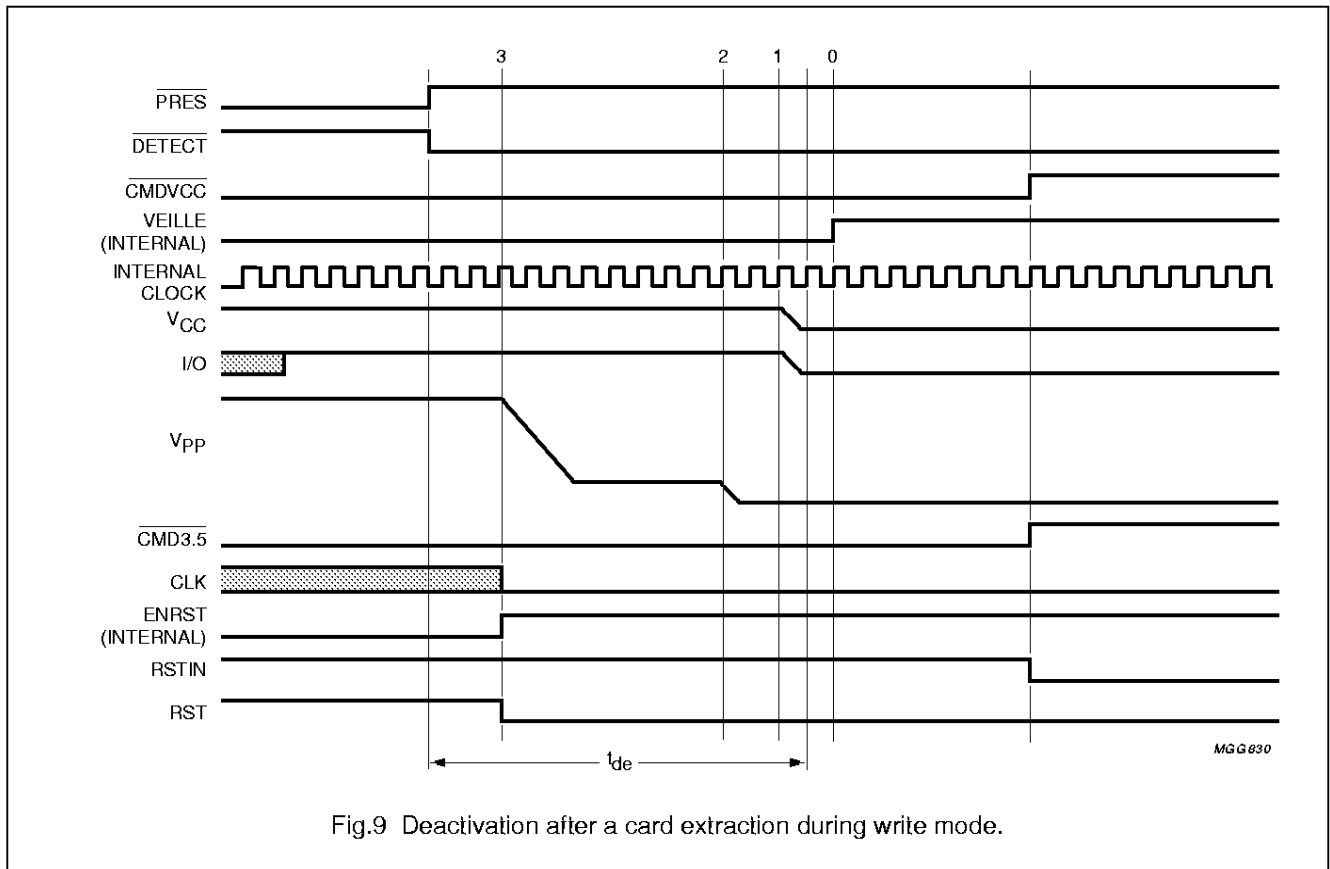 3 2 1 0
PRES
DETECT
CMDVCC
VEILLE
(INTERNAL)
INTERNAL
CLOCK
VCC
I/O
VPP
CMD3.5
CLK
ENRST
(INTERNAL)
RSTIN
RST
tde
MGG830
Fig.9 Deactivation after a card extraction during write mode.